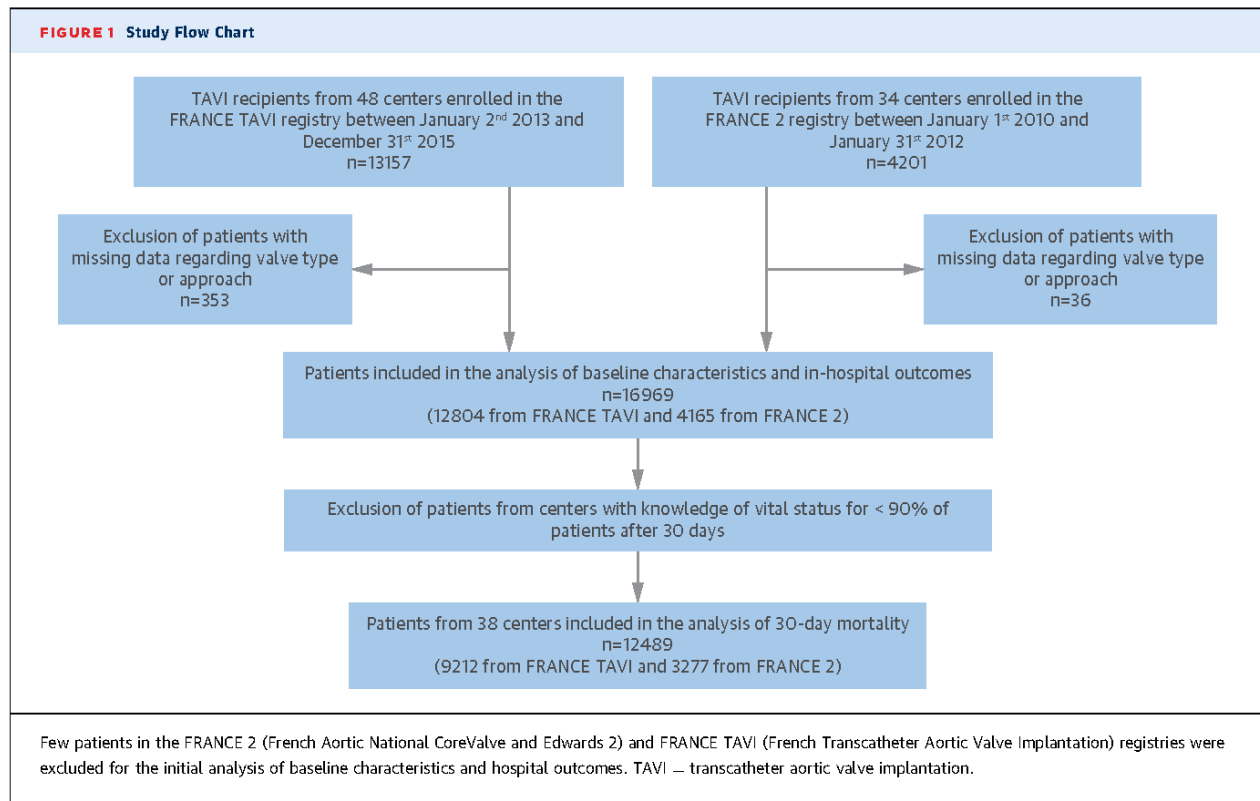 FIGURE 1 Study Flow Chart
TAVI recipients from 48 centers enrolled in the
FRANCE TAVI registry between January 2nd 2013 and
December 31st 2015
n=13157
TAVI recipients from 34 centers enrolled in the
FRANCE 2 registry between January 1st 2010 and
January 31st 2012
n=4201
Exclusion of patients with
missing data regarding valve type
or approach
n=353
Exclusion of patients with
missing data regarding valve type
or approach
n=36
Patients included in the analysis of baseline characteristics and in-hospital outcomes
n=16969
(12804 from FRANCE TAVI and 4165 from FRANCE 2)
Exclusion of patients from centers with knowledge of vital status for < 90% of
patients after 30 days
Patients from 38 centers included in the analysis of 30-day mortality
n=12489
(9212 from FRANCE TAVI and 3277 from FRANCE 2)
Few patients in the FRANCE 2 (French Aortic National CoreValve and Edwards 2) and FRANCE TAVI (French Transcatheter Aortic Valve Implantation) registries were
excluded for the initial analysis of baseline characteristics and hospital outcomes. TAVI = transcatheter aortic valve implantation.